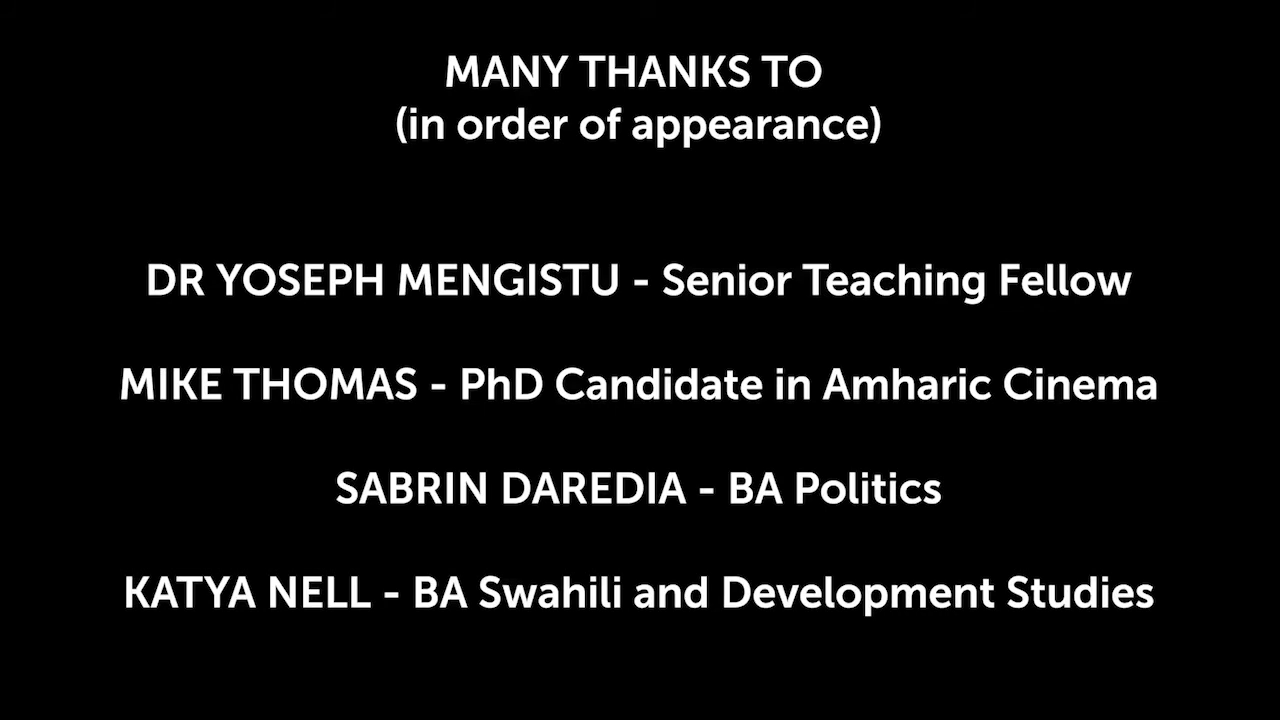 MANY THANKS TO
(in order of appearance)
DR YOSEPH MENGISTU - Senior Teaching Fellow
MIKE THOMAS - PhD Candidate in Amharic Cinema
SABRIN DAREDIA - BA Politics
KATYA NELL - BA Swahili and Development Studies